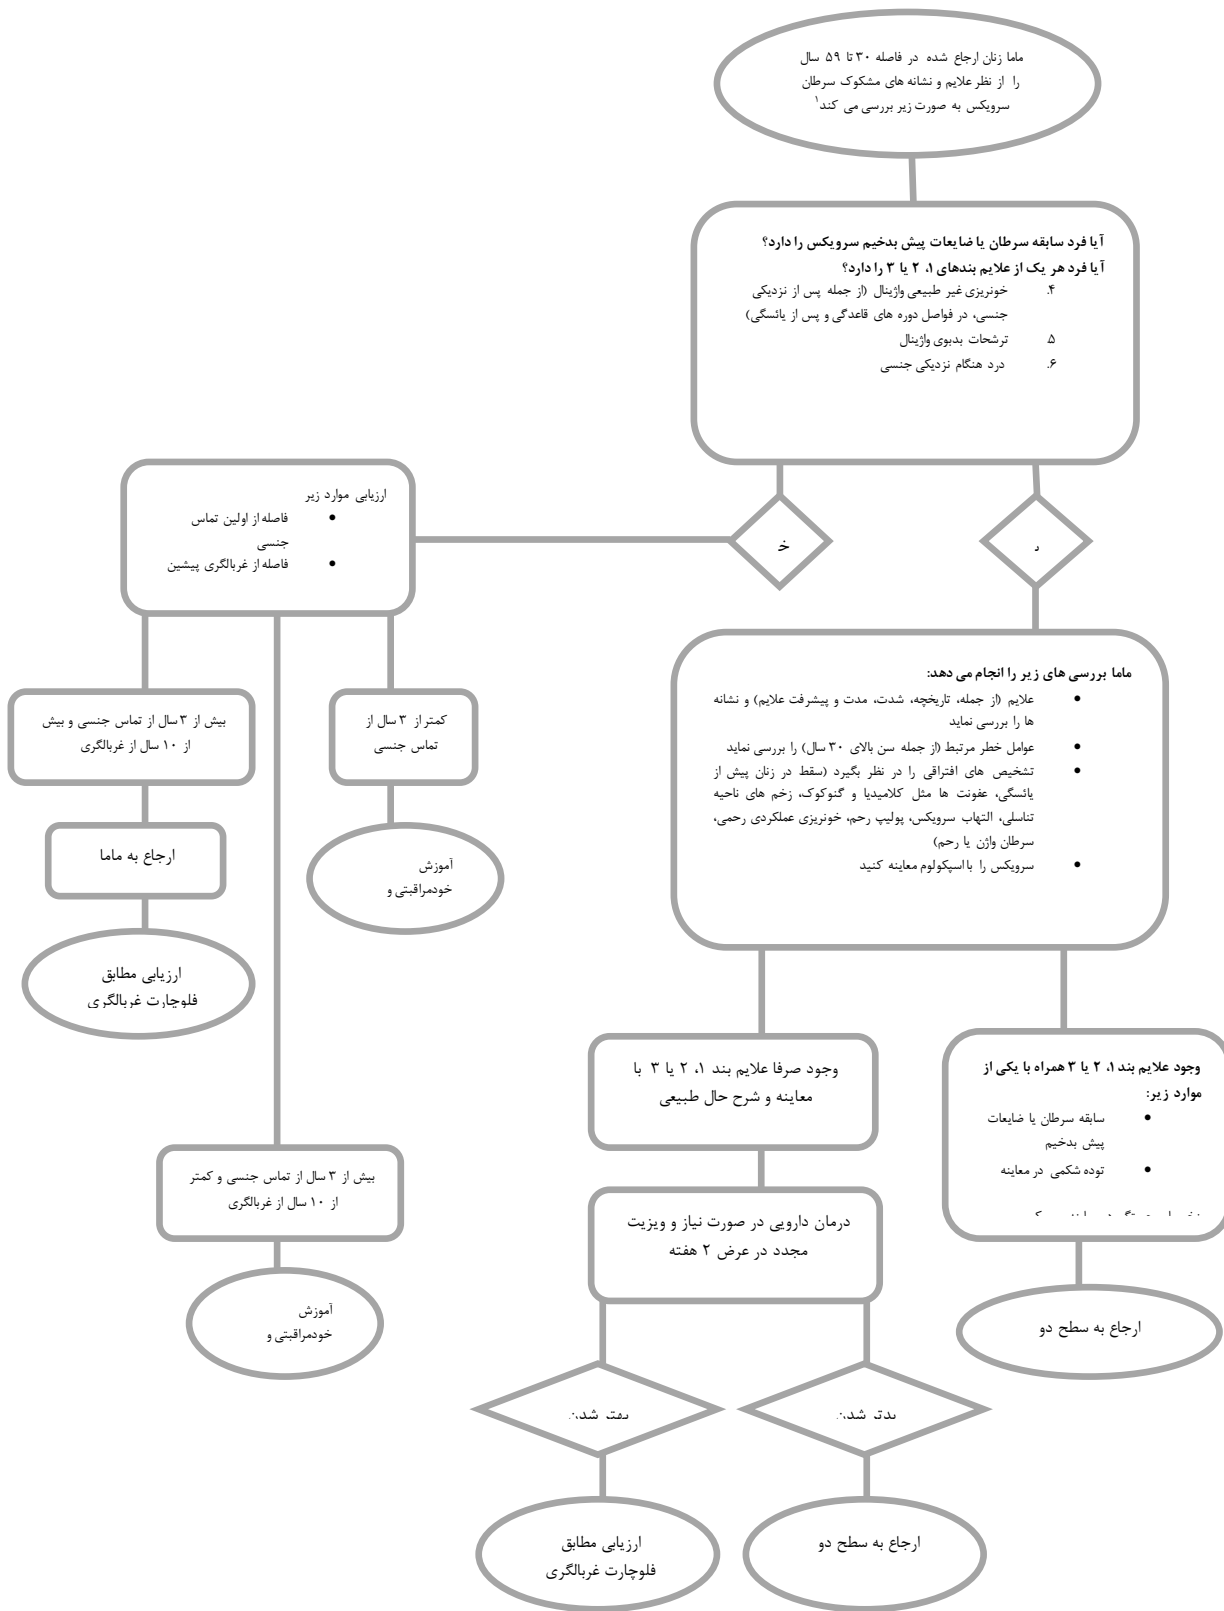 ماما زنان ارجاع شده در فاصله ۳۰ تا ۵۹ سال
را از نظر علایم و نشانه های مشکوک سرطان
سرویکس به صورت زیر بررسی می کند۱
آیا فرد سابقه سرطان یا ضایعات پیش بدخیم سرویکس را دارد؟
آیا فرد هر یک از علایم بندهای ۱، ۲ یا ۳ را دارد؟
۴. خونریزی غیر طبیعی واژینال (از جمله پس از نزدیکی
جنسی، در فواصل دوره های قاعدگی و پس از یائسگی)
۵. ترشحات بدبوی واژینال
۶. درد هنگام نزدیکی جنسی
ارزیابی موارد زیر
• فاصله از اولین تماس
جنسی
• فاصله از غربالگری پیشین
خ
ماما بررسی های زیر را انجام می دهد:
• علایم (از جمله، تاریخچه، شدت، مدت و پیشرفت علایم) و نشانه
ها را بررسی نماید
• عوامل خطر مرتبط (از جمله سن بالای ۳۰ سال) را بررسی نماید
• تشخیص های افتراقی را در نظر بگیرد (سقط در زنان پیش از
یائسگی، عفونت ها مثل کلامیدیا و گنوکوک، زخم های ناحیه
تناسلی، التهاب سرویکس، پولیپ رحم، خونریزی عملکردی رحمی،
سرطان واژن یا رحم)
• سرویکس را با اسپکولوم معاینه کنید
کمتر از ۳ سال از
تماس جنسی
بیش از ۳ سال از تماس جنسی و بیش
از ۱۰ سال از غربالگری
ارجاع به ماما
آموزش
خودمراقبتی و
ارزیابی مطابق
فلوچارت غربالگری
وجود صرفا علایم بند ۱، ۲ یا ۳ با
معاینه و شرح حال طبیعی
وجود علایم بند ۱، ۲ یا ۳ همراه با یکی از
موارد زیر:
• سابقه سرطان یا ضایعات
پیش بدخیم
• توده شکمی در معاینه
بیش از ۳ سال از تماس جنسی و کمتر
از ۱۰ سال از غربالگری
درمان دارویی در صورت نیاز و ویزیت
مجدد در عرض ۲ هفته
آموزش
خودمراقبتی و
ارجاع به سطح دو
بدتر شدن
بهتر شدن
ارجاع به سطح دو
ارزیابی مطابق
فلوچارت غربالگری